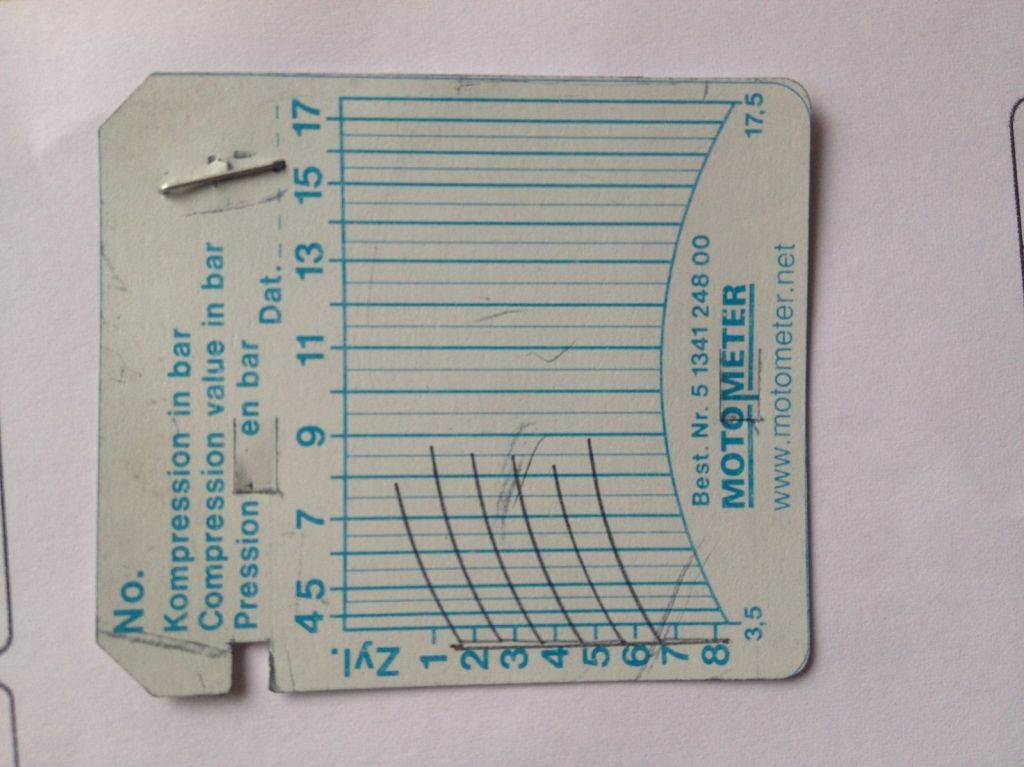 No.
Kompression in bar
Compression value in bar
Pression en bar
Dat.
Zyl. 4 5 7 9 11 13 15 17
1
2
3
4
5
6
7
8
3,5 17,5
Best. Nr. 5 1341 248 00
MOTOMETER
www.motometer.net